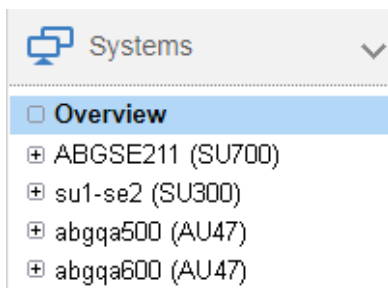 Systems
Overview
ABGSE211 (SU700)
su1-se2 (SU300)
abgqa500 (AU47)
abgqa600 (AU47)